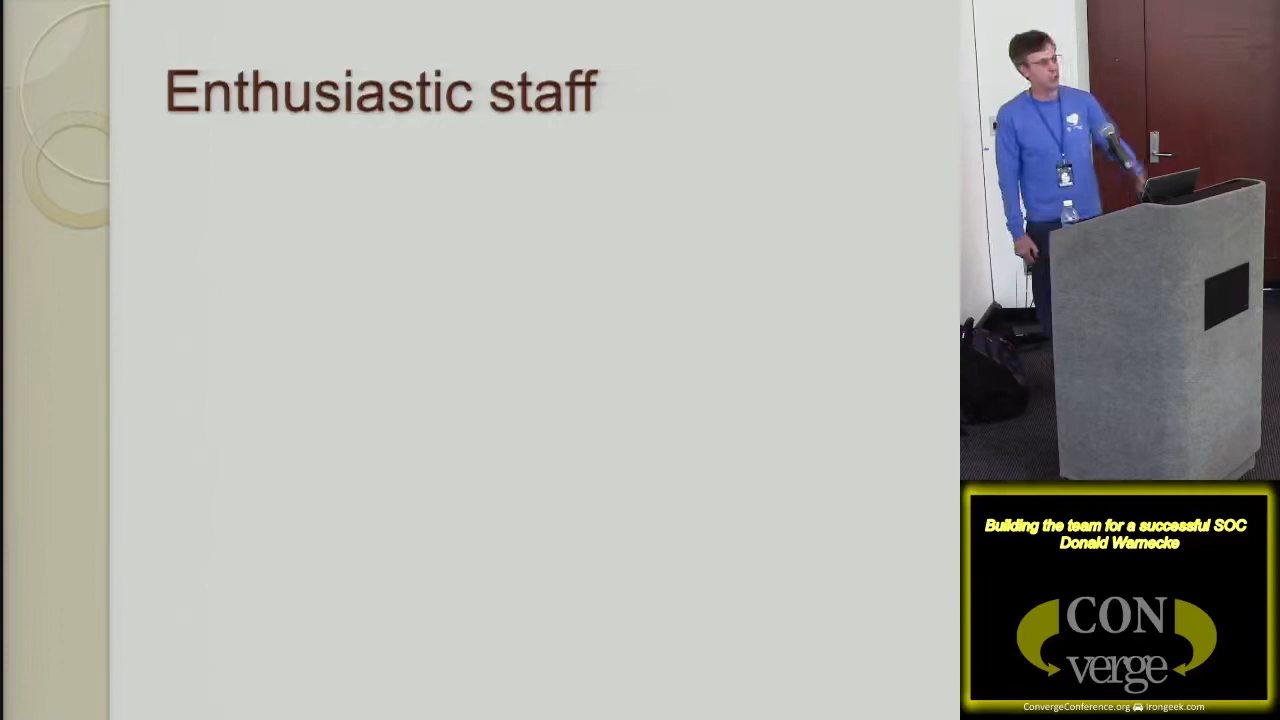 Enthusiastic staff
Building the team for a successful SOC
Donald Warnecke
CON
verge
ConvergeConference.org Irongeek.com